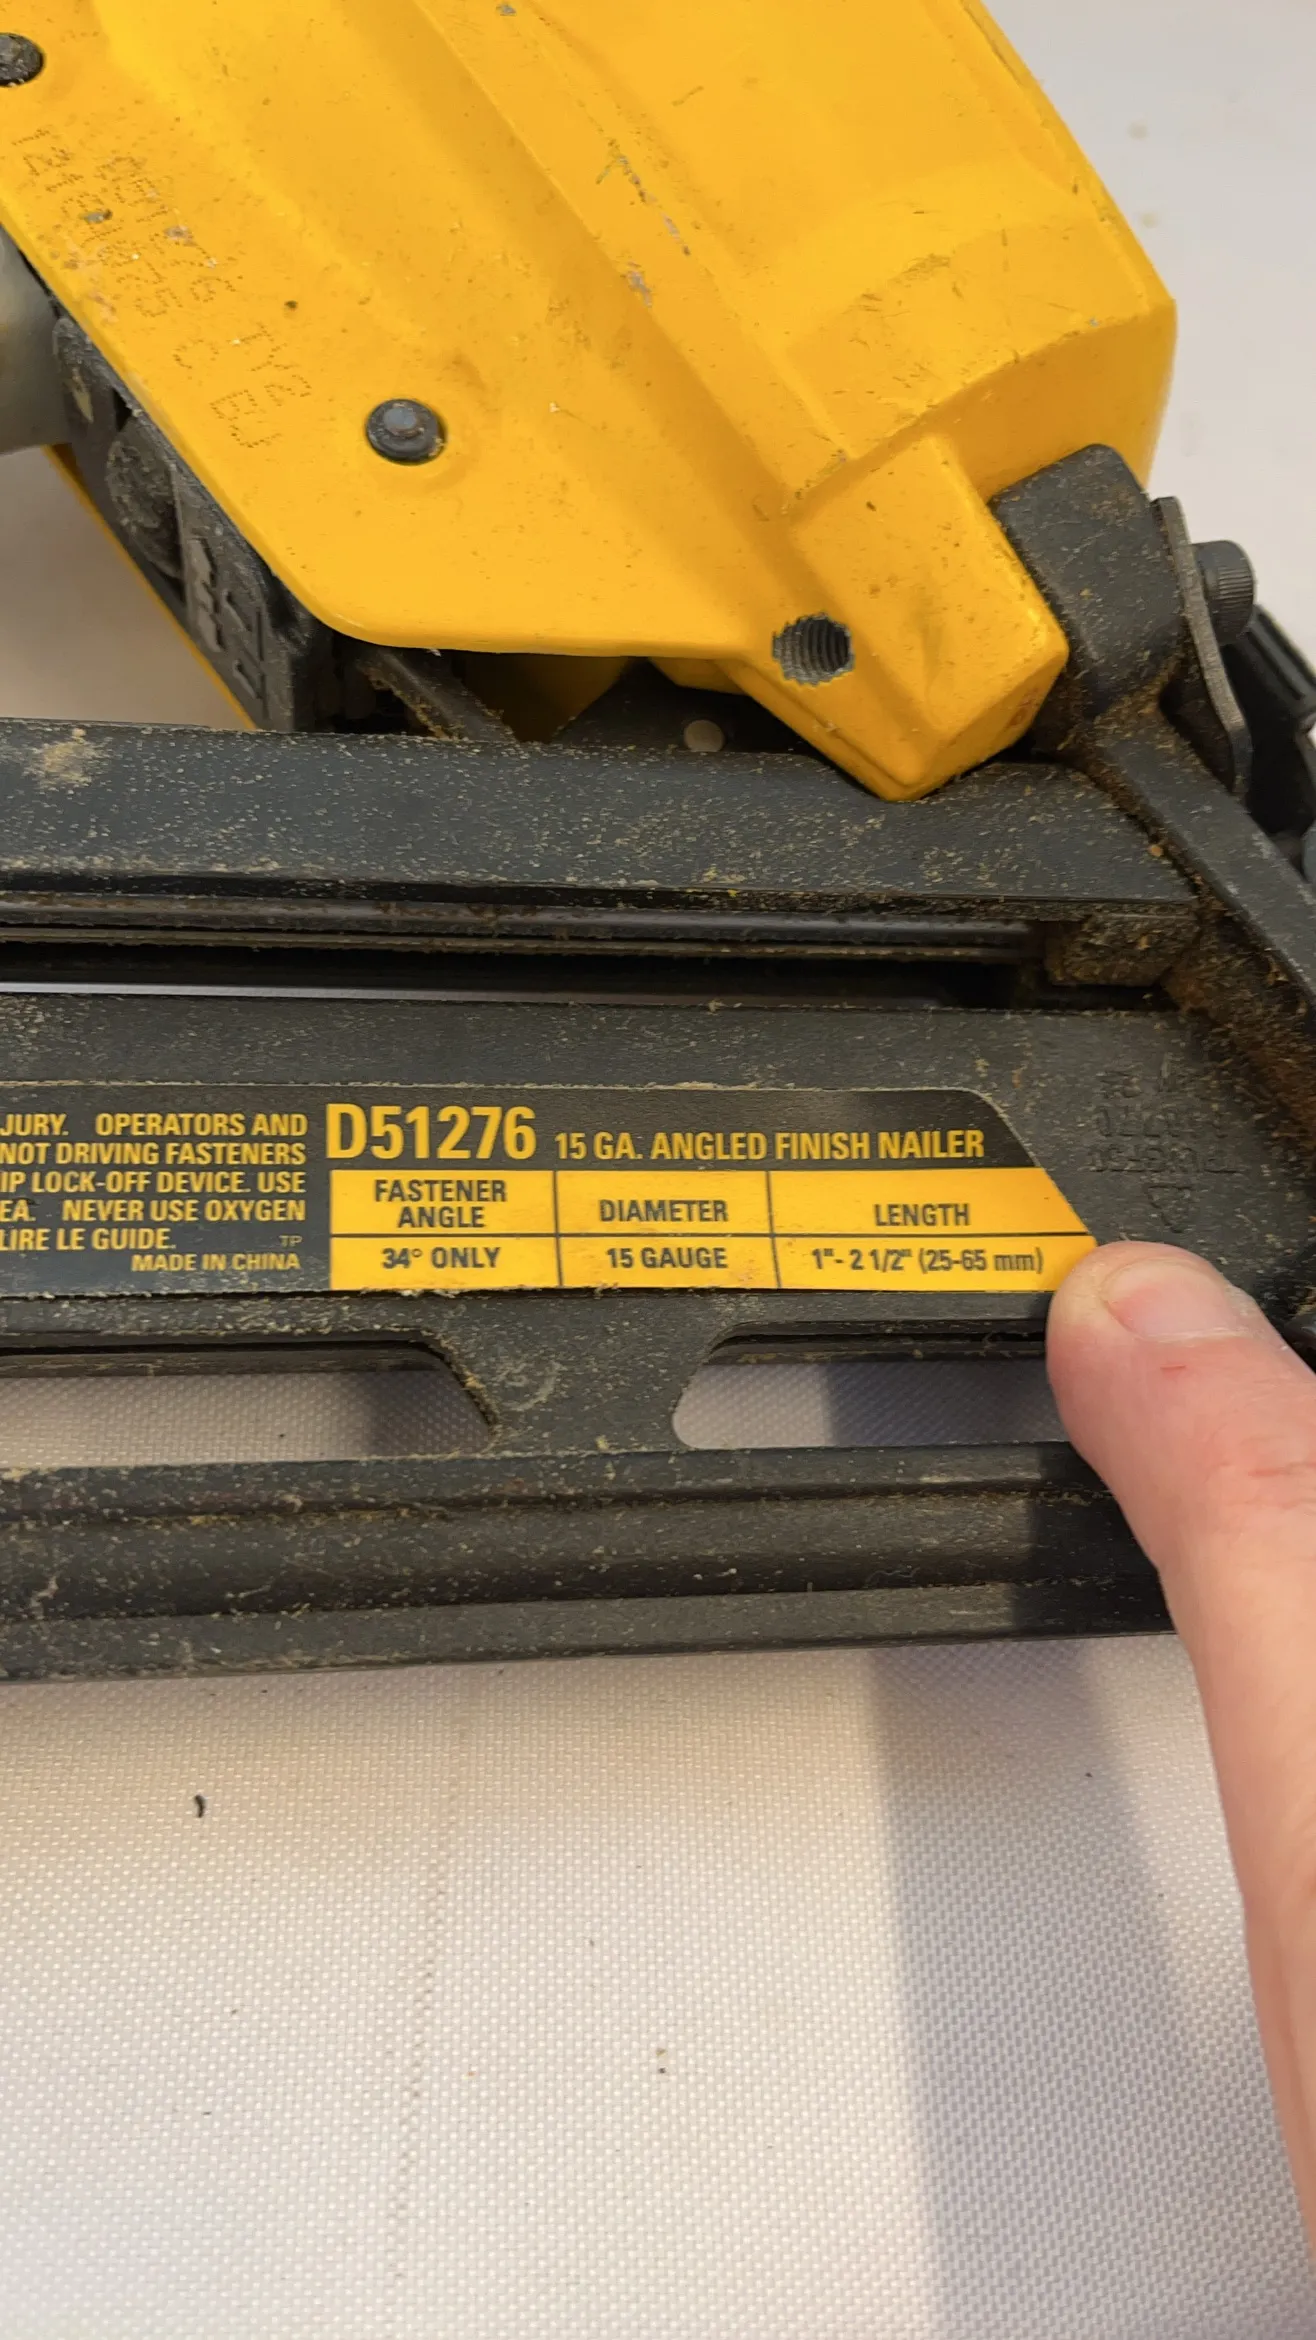 JURY. OPERATORS AND
NOT DRIVING FASTENERS
IP LOCK-OFF DEVICE. USE
EA. NEVER USE OXYGEN
LIRE LE GUIDE.
TP
MADE IN CHINA
D51276 15 GA. ANGLED FINISH NAILER
FASTENER ANGLE
DIAMETER
LENGTH
34° ONLY
15 GAUGE
1"- 2 1/2" (25-65 mm)